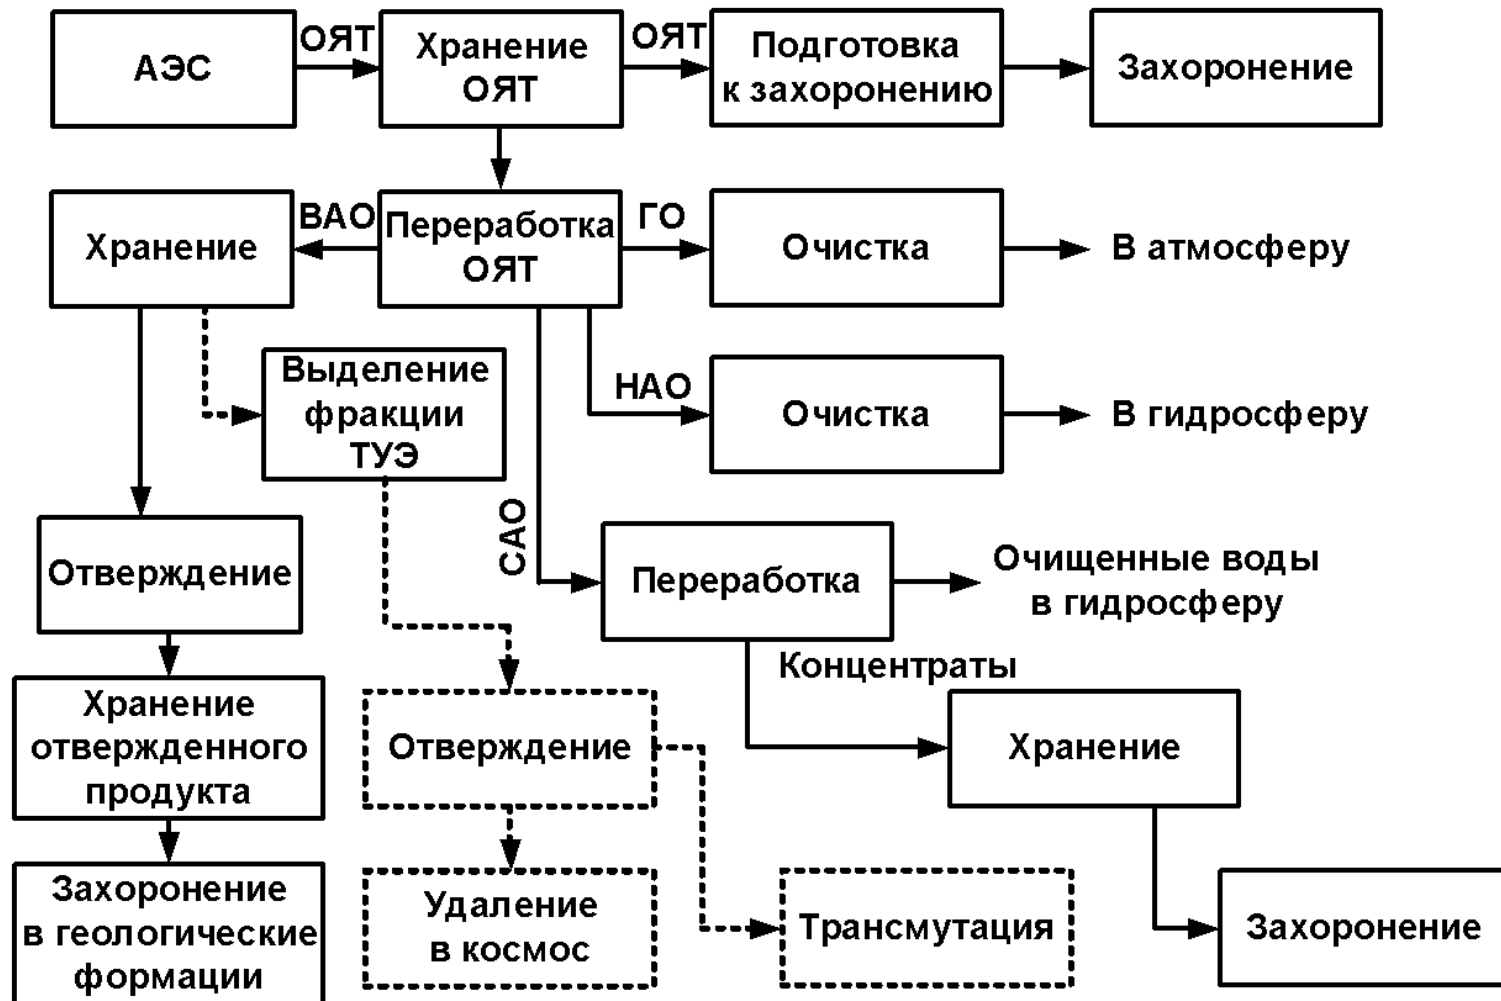 АЭС
ОЯТ
Хранение
ОЯТ
ОЯТ
Подготовка
к захоронению
Захоронение
Хранение
ВАО
Переработка
ОЯТ
ГО
Очистка
В атмосферу
Выделение
фракции
ТУЭ
НАО
Очистка
В гидросферу
САО
Отверждение
Переработка
Очищенные воды
в гидросферу
Концентраты
Хранение
отвержденного
продукта
Отверждение
Хранение
Захоронение
в геологические
формации
Удаление
в космос
Трансмутация
Захоронение